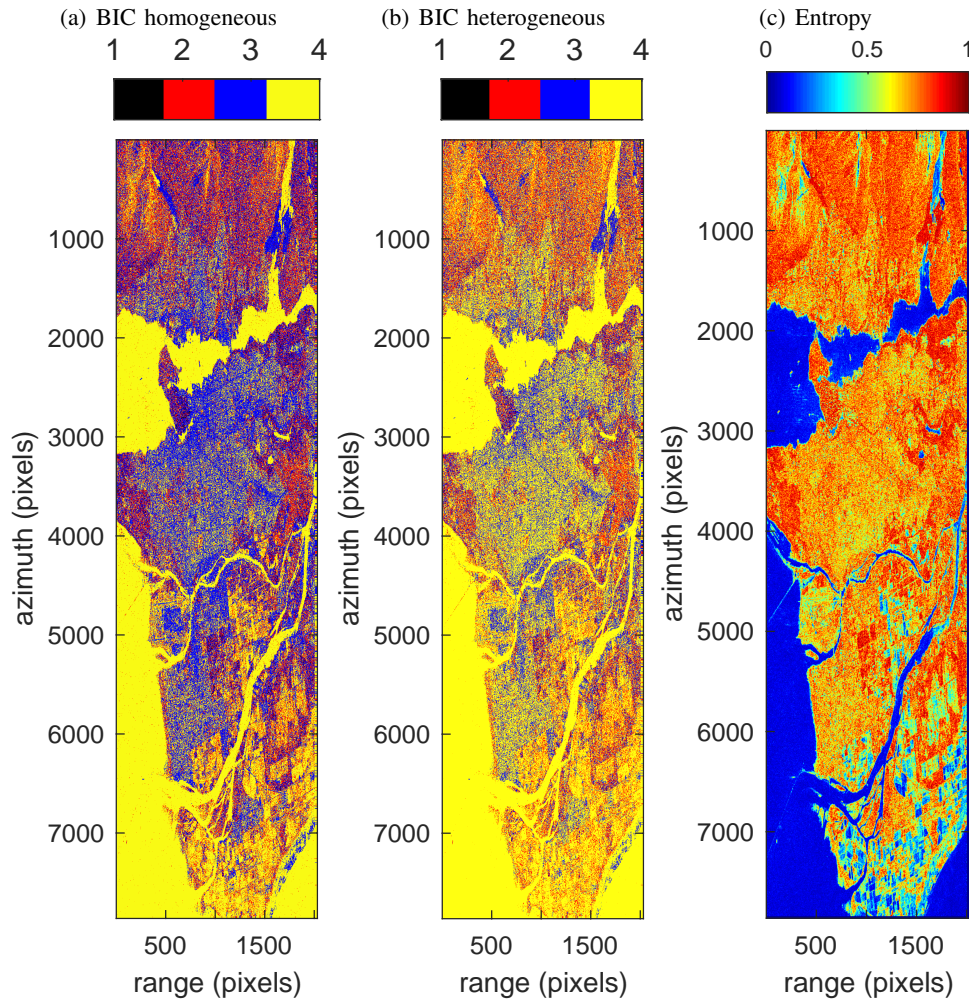 (a) BIC homogeneous
1 2 3 4
1000
2000
3000
4000
5000
6000
7000
azimuth (pixels)
500 1500
range (pixels)
(b) BIC heterogeneous
1 2 3 4
1000
2000
3000
4000
5000
6000
7000
azimuth (pixels)
500 1500
range (pixels)
(c) Entropy
0 0.5 1
1000
2000
3000
4000
5000
6000
7000
azimuth (pixels)
500 1500
range (pixels)